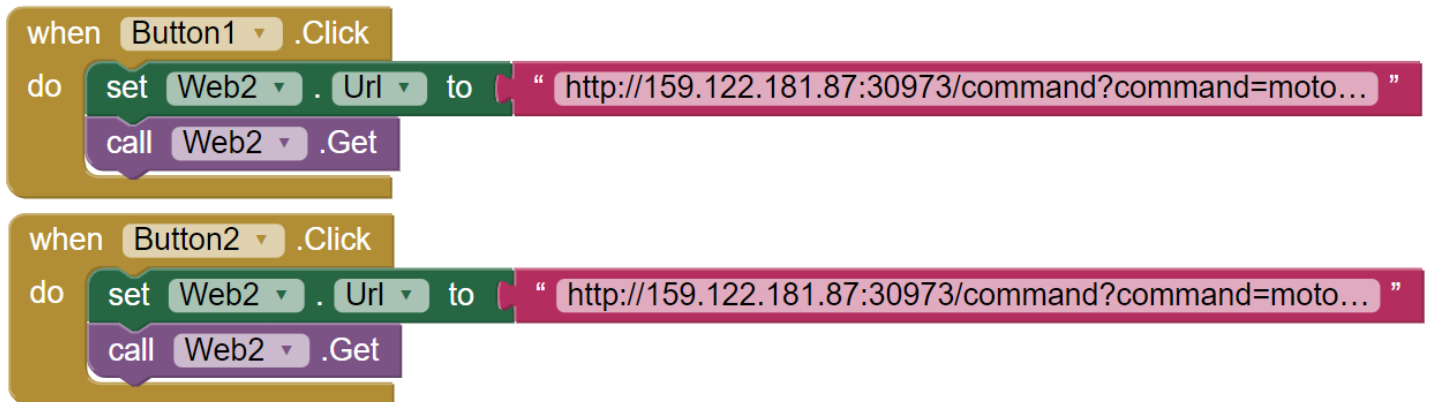 when Button1 .Click
do set Web2 . Url to “ http://159.122.181.87:30973/command?command=moto… ”
call Web2 .Get
when Button2 .Click
do set Web2 . Url to “ http://159.122.181.87:30973/command?command=moto… ”
call Web2 .Get